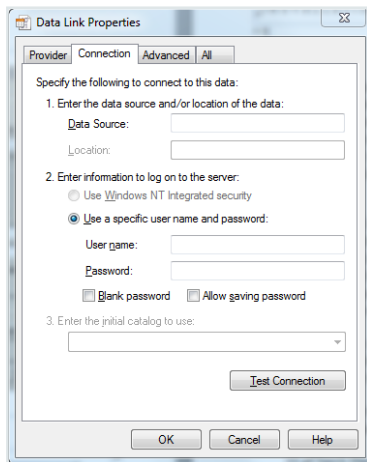 Data Link Properties
Provider Connection Advanced All
Specify the following to connect to this data:
1. Enter the data source and/or location of the data:
Data Source:
Location:
2. Enter information to log on to the server:
Use Windows NT Integrated security
Use a specific user name and password:
User name:
Password:
Blank password Allow saving password
3. Enter the initial catalog to use:
Test Connection
OK Cancel Help